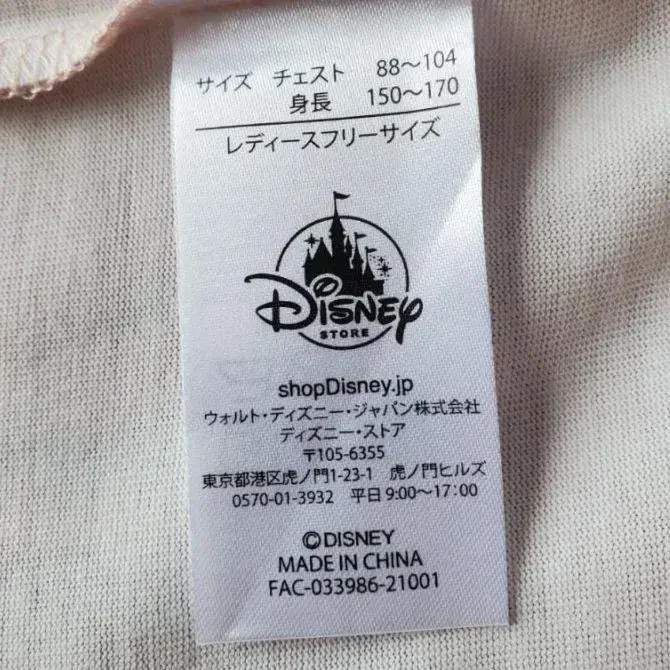 サイズ チェスト 88～104
身長 150～170
レディースフリーサイズ
Disney
STORE
shopDisney.jp
ウォルト・ディズニー・ジャパン株式会社
ディズニー・ストア
〒105-6355
東京都港区虎ノ門1-23-1 虎ノ門ヒルズ
0570-01-3932 平日 9:00～17:00
©DISNEY
MADE IN CHINA
FAC-033986-21001